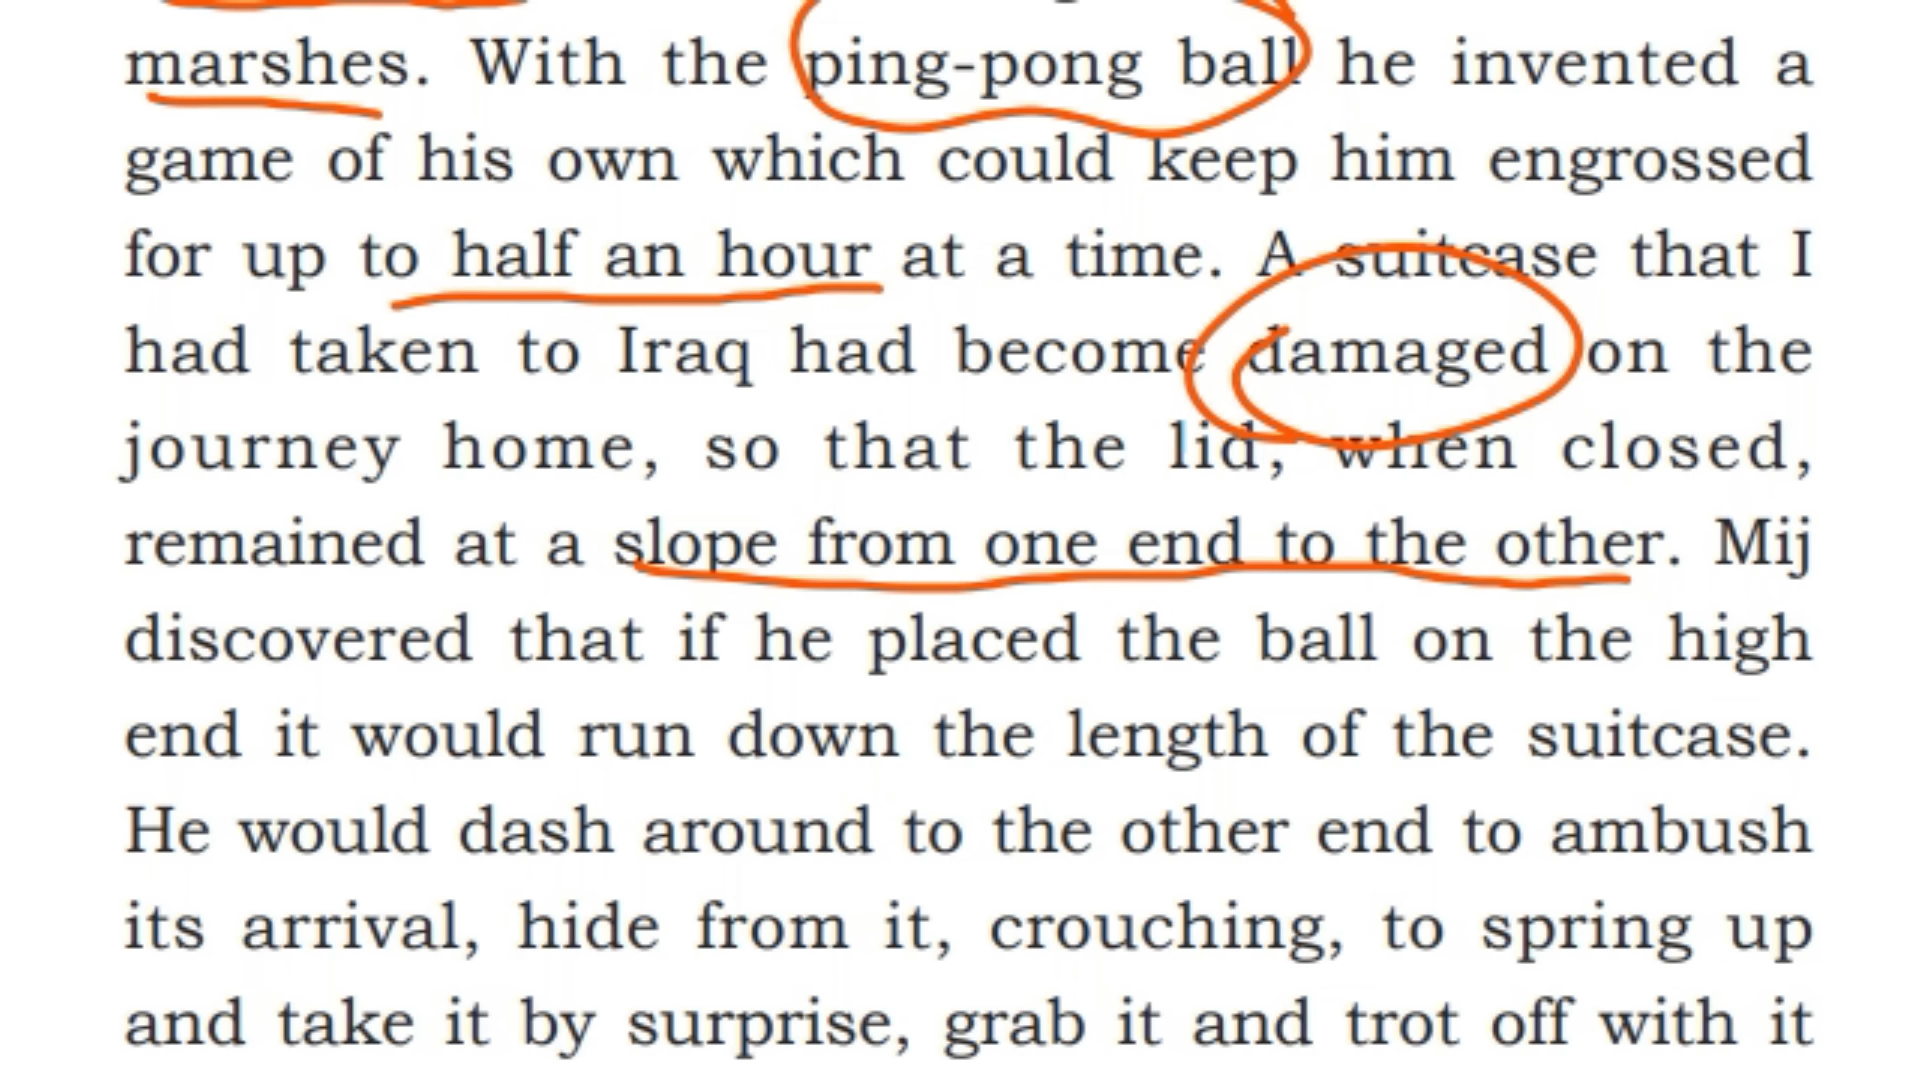 marshes. With the ping-pong ball he invented a
game of his own which could keep him engrossed
for up to half an hour at a time. A suitcase that I
had taken to Iraq had become damaged on the
journey home, so that the lid, when closed,
remained at a slope from one end to the other. Mij
discovered that if he placed the ball on the high
end it would run down the length of the suitcase.
He would dash around to the other end to ambush
its arrival, hide from it, crouching, to spring up
and take it by surprise, grab it and trot off with it